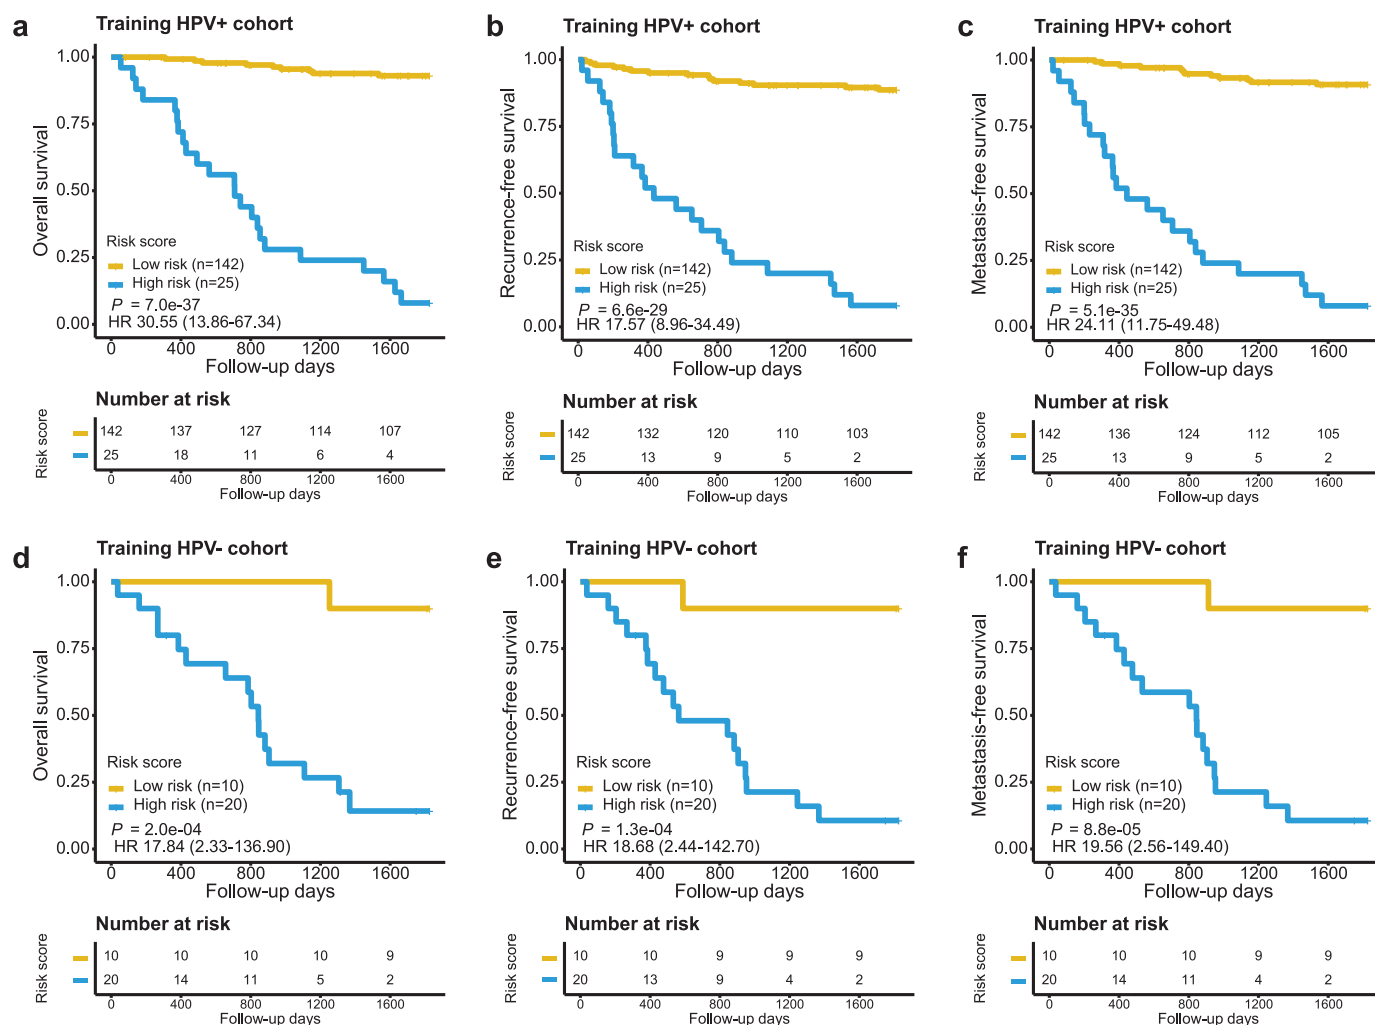 a
Training HPV+ cohort
Overall survival
1.00
0.75
0.50
0.25
0.00
Risk score
Low risk (n=142)
High risk (n=25)
P = 7.0e-37
HR 30.55 (13.86-67.34)
0 400 800 1200 1600
Follow-up days
Number at risk
Risk score
142 137 127 114 107
25 18 11 6 4
0 400 800 1200 1600
Follow-up days
b
Training HPV+ cohort
Recurrence-free survival
1.00
0.75
0.50
0.25
0.00
Risk score
Low risk (n=142)
High risk (n=25)
P = 6.6e-29
HR 17.57 (8.96-34.49)
0 400 800 1200 1600
Follow-up days
Number at risk
Risk score
142 132 120 110 103
25 13 9 5 2
0 400 800 1200 1600
Follow-up days
c
Training HPV+ cohort
Metastasis-free survival
1.00
0.75
0.50
0.25
0.00
Risk score
Low risk (n=142)
High risk (n=25)
P = 5.1e-35
HR 24.11 (11.75-49.48)
0 400 800 1200 1600
Follow-up days
Number at risk
Risk score
142 136 124 112 105
25 13 9 5 2
0 400 800 1200 1600
Follow-up days
d
Training HPV- cohort
Overall survival
1.00
0.75
0.50
0.25
0.00
Risk score
Low risk (n=10)
High risk (n=20)
P = 2.0e-04
HR 17.84 (2.33-136.90)
0 400 800 1200 1600
Follow-up days
Number at risk
Risk score
10 10 10 10 9
20 14 11 5 2
0 400 800 1200 1600
Follow-up days
e
Training HPV- cohort
Recurrence-free survival
1.00
0.75
0.50
0.25
0.00
Risk score
Low risk (n=10)
High risk (n=20)
P = 1.3e-04
HR 18.68 (2.44-142.70)
0 400 800 1200 1600
Follow-up days
Number at risk
Risk score
10 10 9 9 9
20 13 9 4 2
0 400 800 1200 1600
Follow-up days
f
Training HPV- cohort
Metastasis-free survival
1.00
0.75
0.50
0.25
0.00
Risk score
Low risk (n=10)
High risk (n=20)
P = 8.8e-05
HR 19.56 (2.56-149.40)
0 400 800 1200 1600
Follow-up days
Number at risk
Risk score
10 10 10 9 9
20 14 11 4 2
0 400 800 1200 1600
Follow-up days